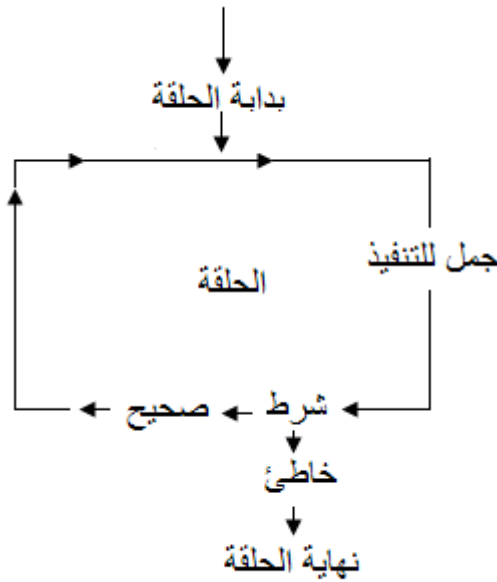 بداية الحلقة
جمل للتنفيذ
الحلقة
شرط
صحيح
خاطئ
نهاية الحلقة